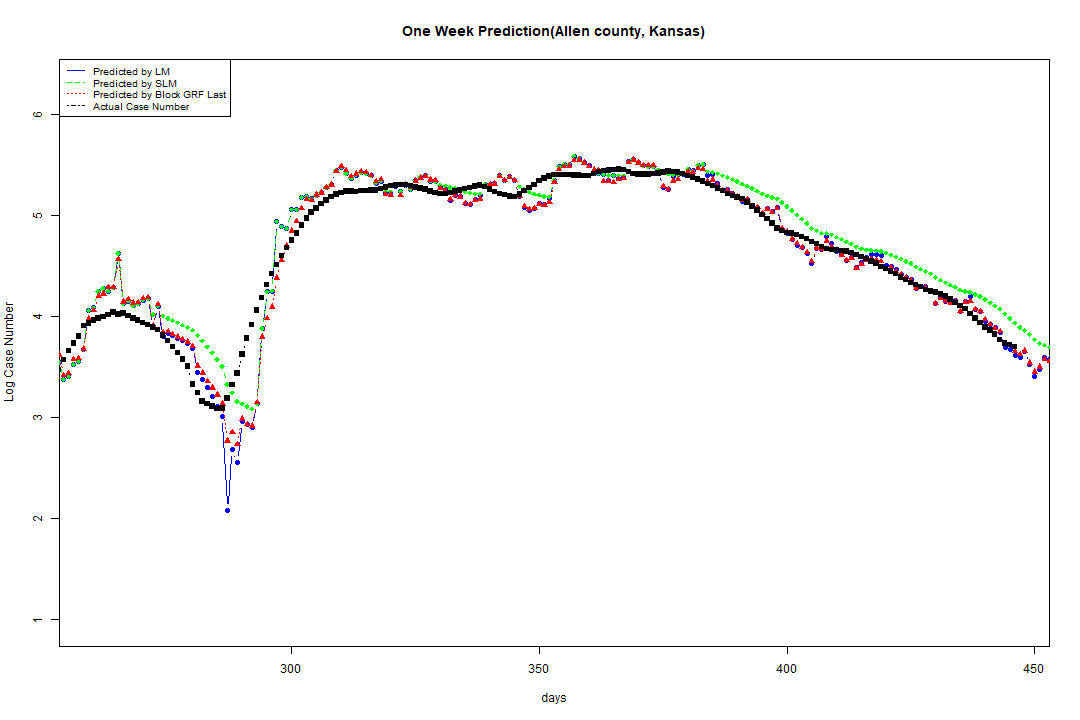 One Week Prediction(Allen county, Kansas)
Predicted by LM
Predicted by SLM
Predicted by Block GRF Last
Actual Case Number
Log Case Number
6
5
4
3
2
1
300
350
400
450
days